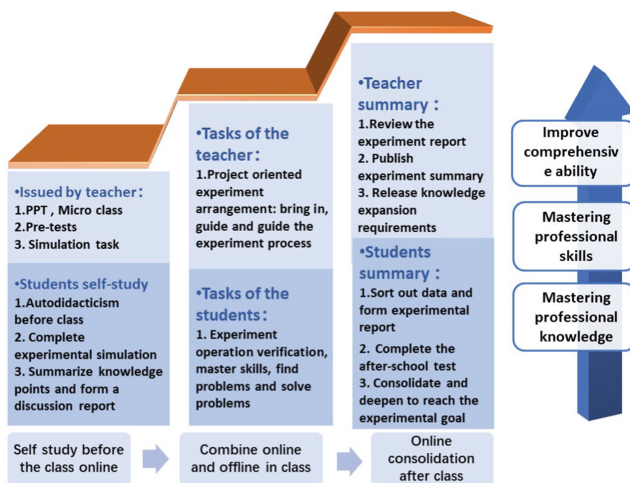 •Issued by teacher：
1.PPT , Micro class
2.Pre-tests
3. Simulation task
•Students self-study
1.Autodidacticism
before class
2. Complete
experimental simulation
3. Summarize knowledge
points and form a
discussion report
Self study before
the class online
•Tasks of the
teacher：
1.Project oriented
experiment
arrangement: bring in,
guide and guide the
experiment process
•Tasks of the
students：
1. Experiment
operation verification,
master skills, find
problems and solve
problems
Combine online
and offline in class
•Teacher
summary：
1.Review the
experiment report
2. Publish
experiment summary
3. Release knowledge
expansion
requirements
•Students
summary：
1.Sort out data and
form experimental
report
2. Complete the
after-school test
3. Consolidate and
deepen to reach the
experimental goal
Online
consolidation
after class
Improve
comprehensiv
e ability
Mastering
professional
skills
Mastering
professional
knowledge